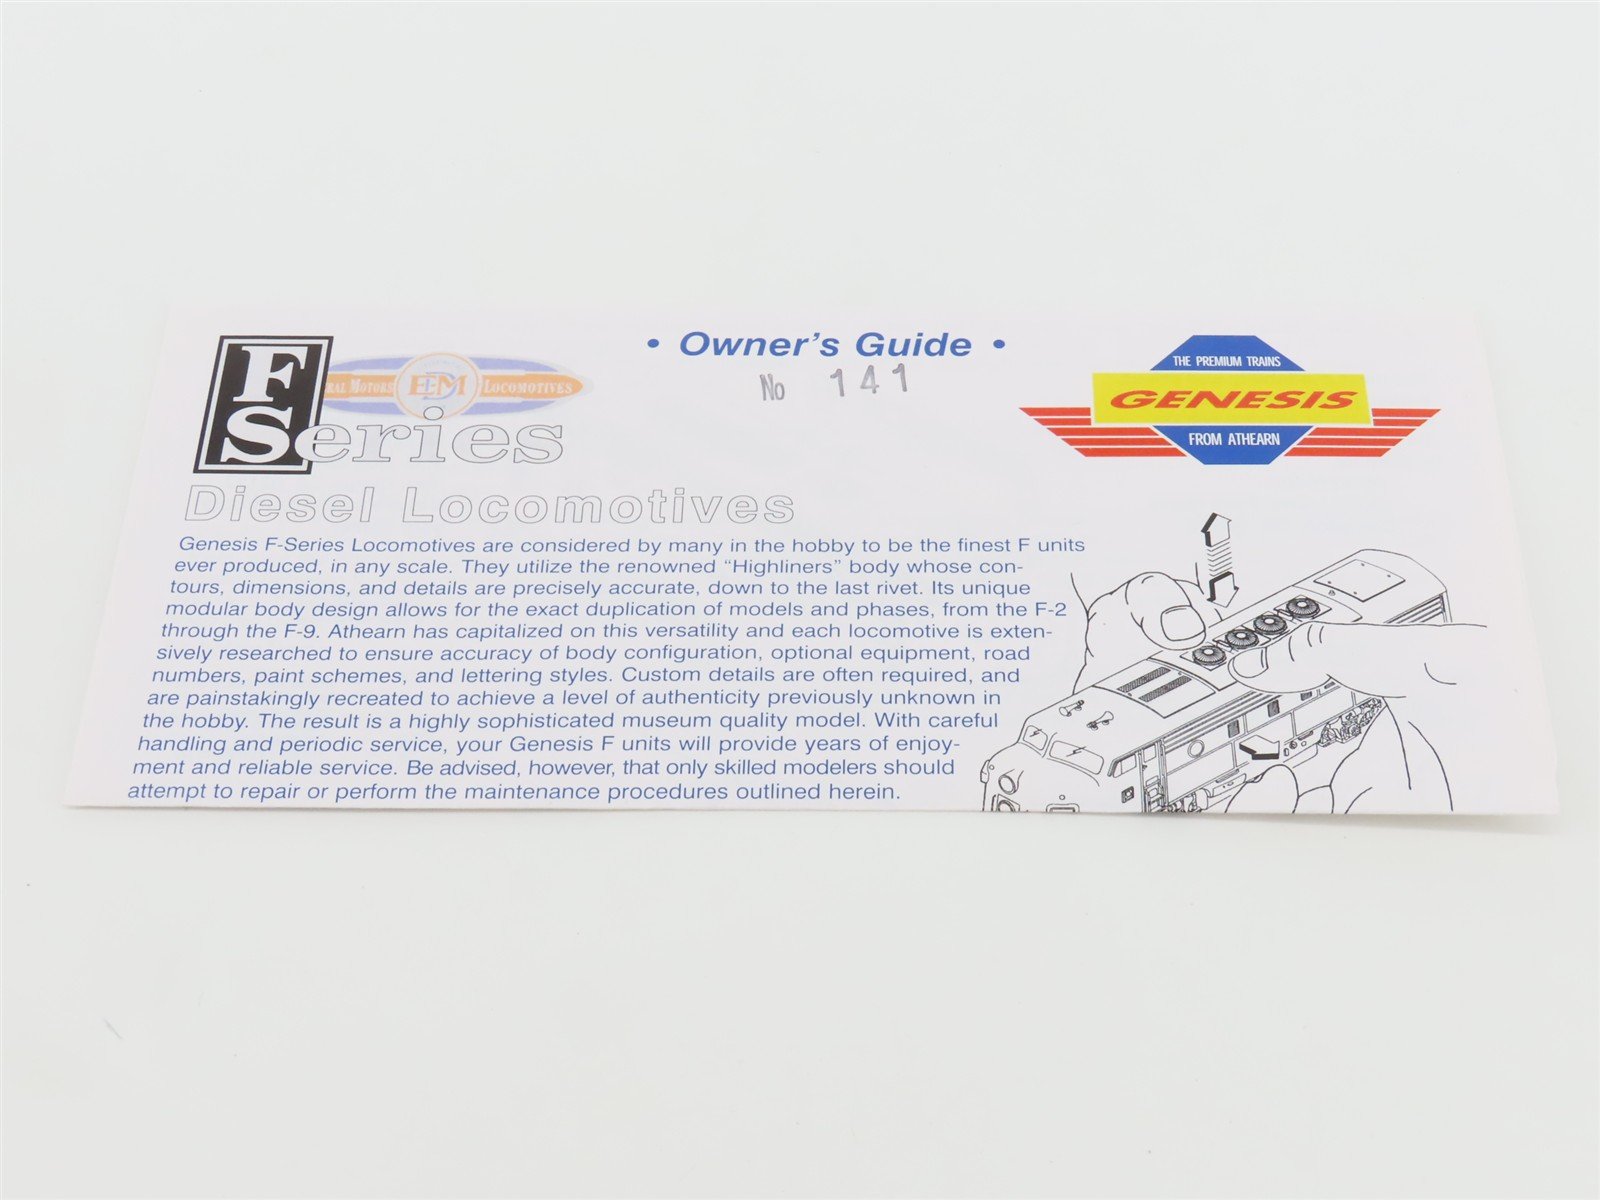 • Owner's Guide •
No 141
F
Series
RAL MOTORS EMD LOCOMOTIVES
THE PREMIUM TRAINS
GENESIS
FROM ATHEARN
Diesel Locomotives
Genesis F-Series Locomotives are considered by many in the hobby to be the finest F units
ever produced, in any scale. They utilize the renowned "Highliners" body whose con-
tours, dimensions, and details are precisely accurate, down to the last rivet. Its unique
modular body design allows for the exact duplication of models and phases, from the F-2
through the F-9. Athearn has capitalized on this versatility and each locomotive is exten-
sively researched to ensure accuracy of body configuration, optional equipment, road
numbers, paint schemes, and lettering styles. Custom details are often required, and
are painstakingly recreated to achieve a level of authenticity previously unknown in
the hobby. The result is a highly sophisticated museum quality model. With careful
handling and periodic service, your Genesis F units will provide years of enjoy-
ment and reliable service. Be advised, however, that only skilled modelers should
attempt to repair or perform the maintenance procedures outlined herein.